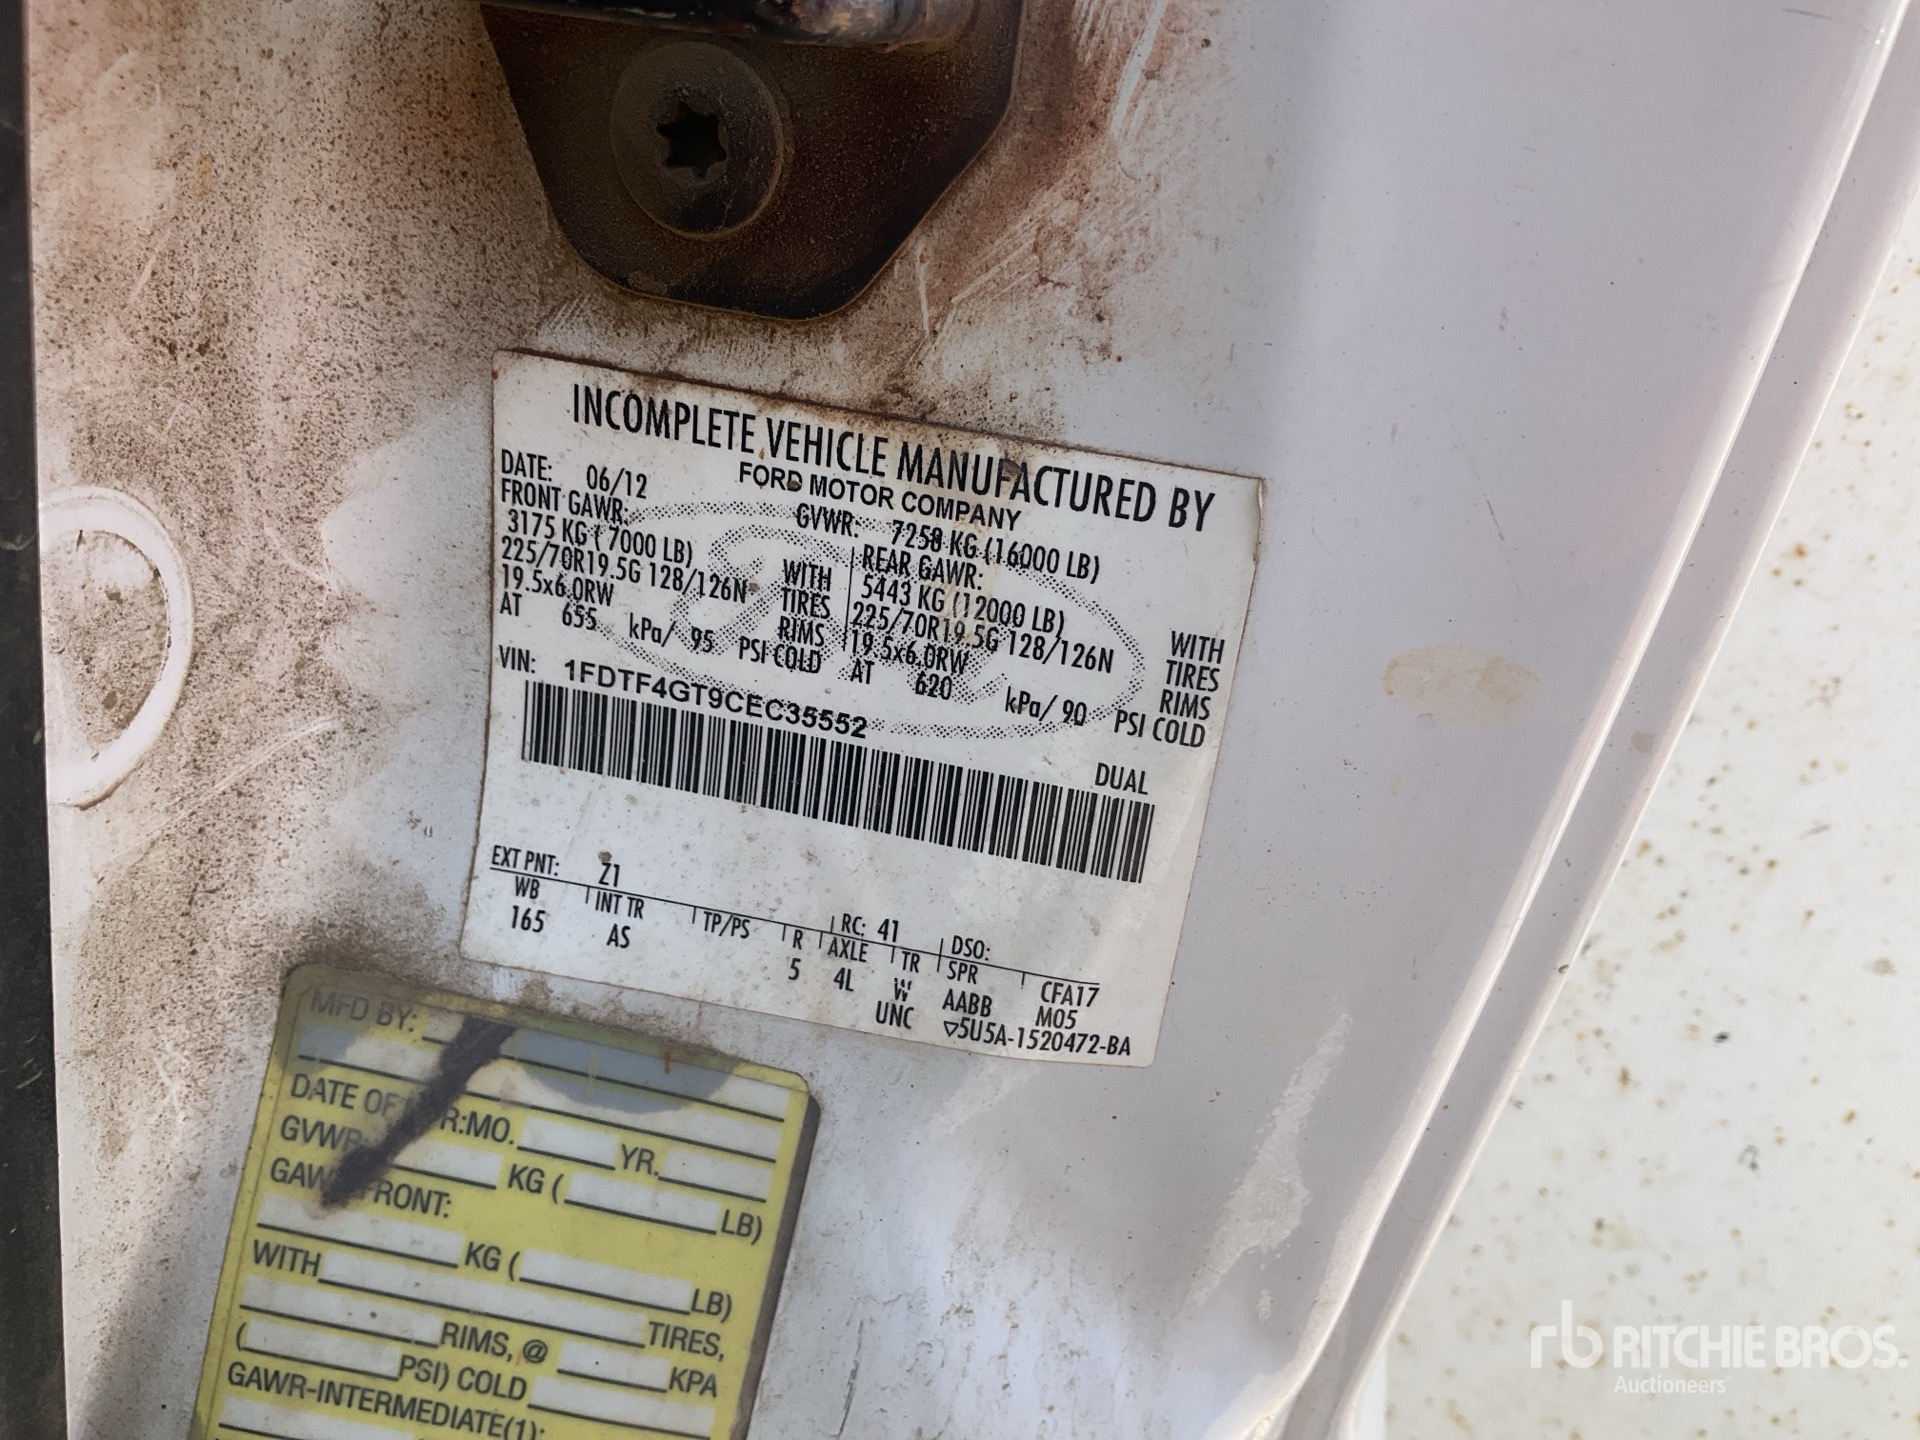 INCOMPLETE VEHICLE MANUFACTURED BY
FORD MOTOR COMPANY
DATE: 06/12 GVWR: 7258 KG (16000 LB)
FRONT GAWR: REAR GAWR:
3175 KG ( 7000 LB) WITH 5443 KG (12000 LB) WITH
225/70R19.5G 128/126N TIRES 225/70R19.5G 128/126N TIRES
19.5x6.0RW RIMS 19.5x6.0RW RIMS
AT 655 kPa/ 95 PSI COLD AT 620 kPa/ 90 PSI COLD
VIN: 1FDTF4GT9CEC35552
DUAL
EXT PNT: Z1 RC: 41 DSO:
WB INT TR TP/PS R AXLE TR SPR
165 AS 5 4L W AABB CFA17
UNC M05
▽5U5A-1520472-BA
MFD BY:
DATE OF R:MO. YR.
GVWR KG ( LB)
GAW FRONT:
KG ( LB)
WITH TIRES,
RIMS, @ KPA
( PSI) COLD
GAWR-INTERMEDIATE(1):
rb RITCHIE BROS.
Auctioneers